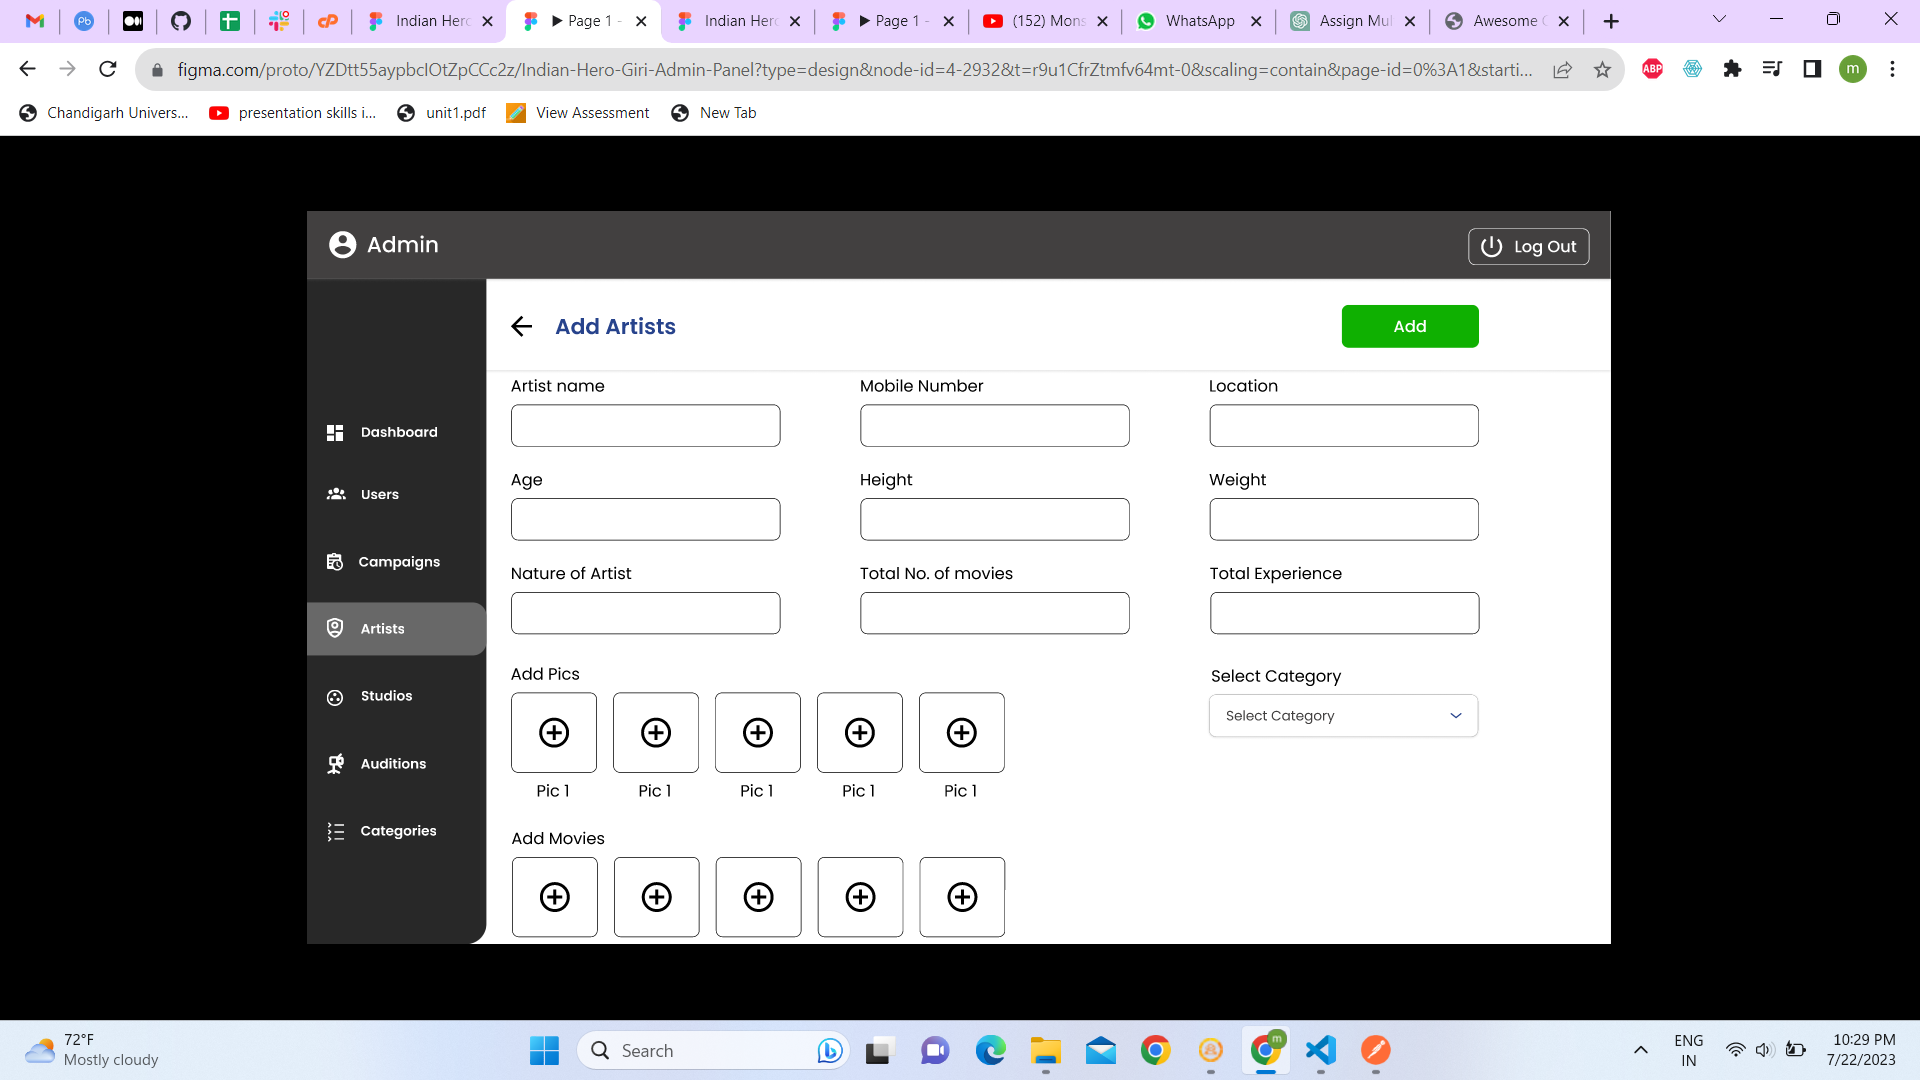 Indian Hero
Page 1 -
Indian Hero
Page 1 -
(152) Mons
WhatsApp
Assign Mul
Awesome
figma.com/proto/YZDtt55aypbcIOtZpCCc2z/Indian-Hero-Giri-Admin-Panel?type=design&node-id=4-2932&t=r9u1CfrZtmfv64mt-0&scaling=contain&page-id=0%3A1&starti...
ABP
m
Chandigarh Univers...
presentation skills i...
unit1.pdf
View Assessment
New Tab
Admin
Log Out
Add Artists
Add
Artist name
Mobile Number
Location
Dashboard
Age
Height
Weight
Users
Campaigns
Nature of Artist
Total No. of movies
Total Experience
Artists
Add Pics
Select Category
Studios
Select Category
Auditions
Pic 1
Pic 1
Pic 1
Pic 1
Pic 1
Categories
Add Movies
72°F
Mostly cloudy
Search
m
ENG
IN
10:29 PM
7/22/2023